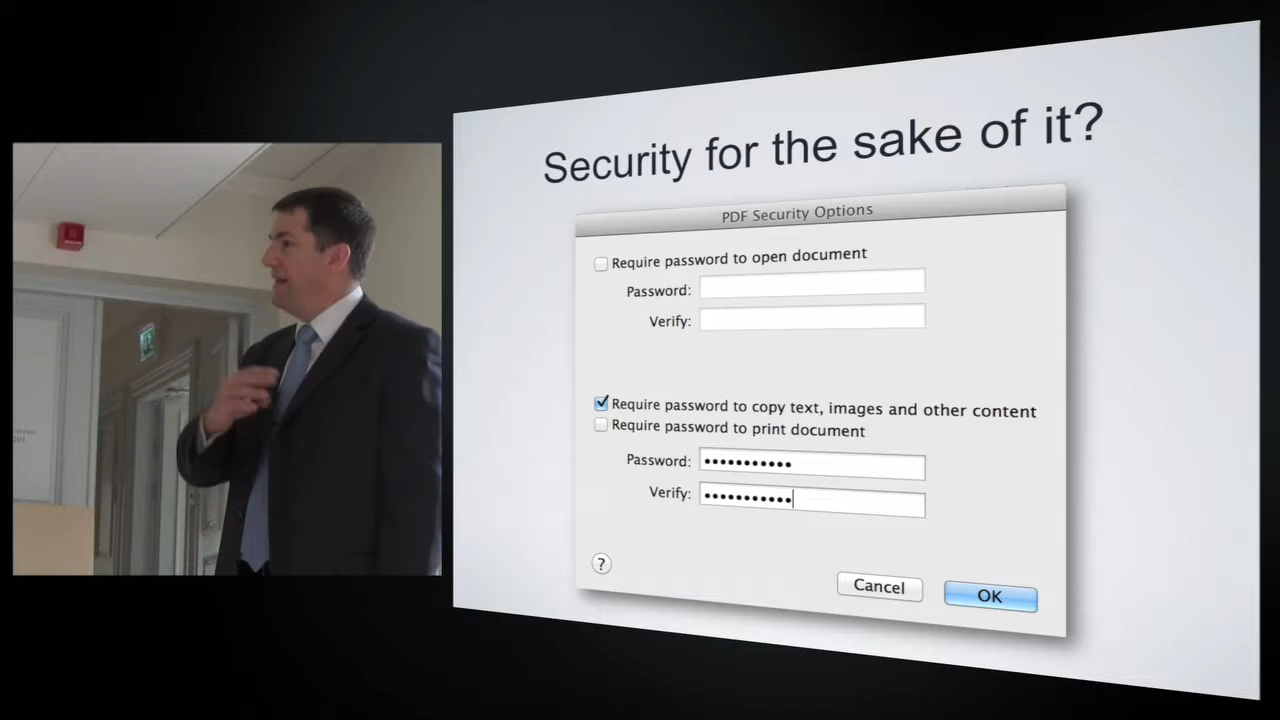 Security for the sake of it?
PDF Security Options
Require password to open document
Password:
Verify:
Require password to copy text, images and other content
Require password to print document
Password: •••••••••••
Verify: •••••••••••
?
Cancel
OK